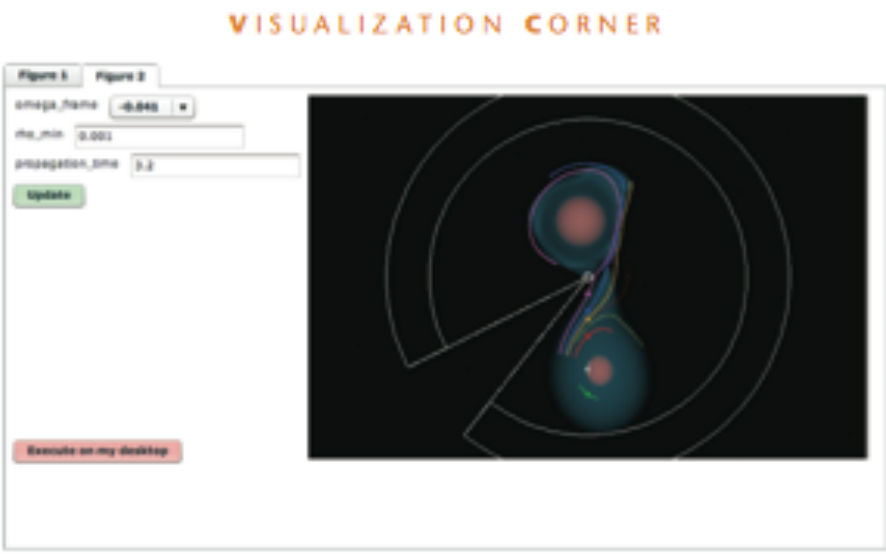 VISUALIZATION CORNER
Figure 1 Figure 2
omega_frame -0.041
rho_min 0.001
propagation_time 3.2
Update
Execute on my desktop